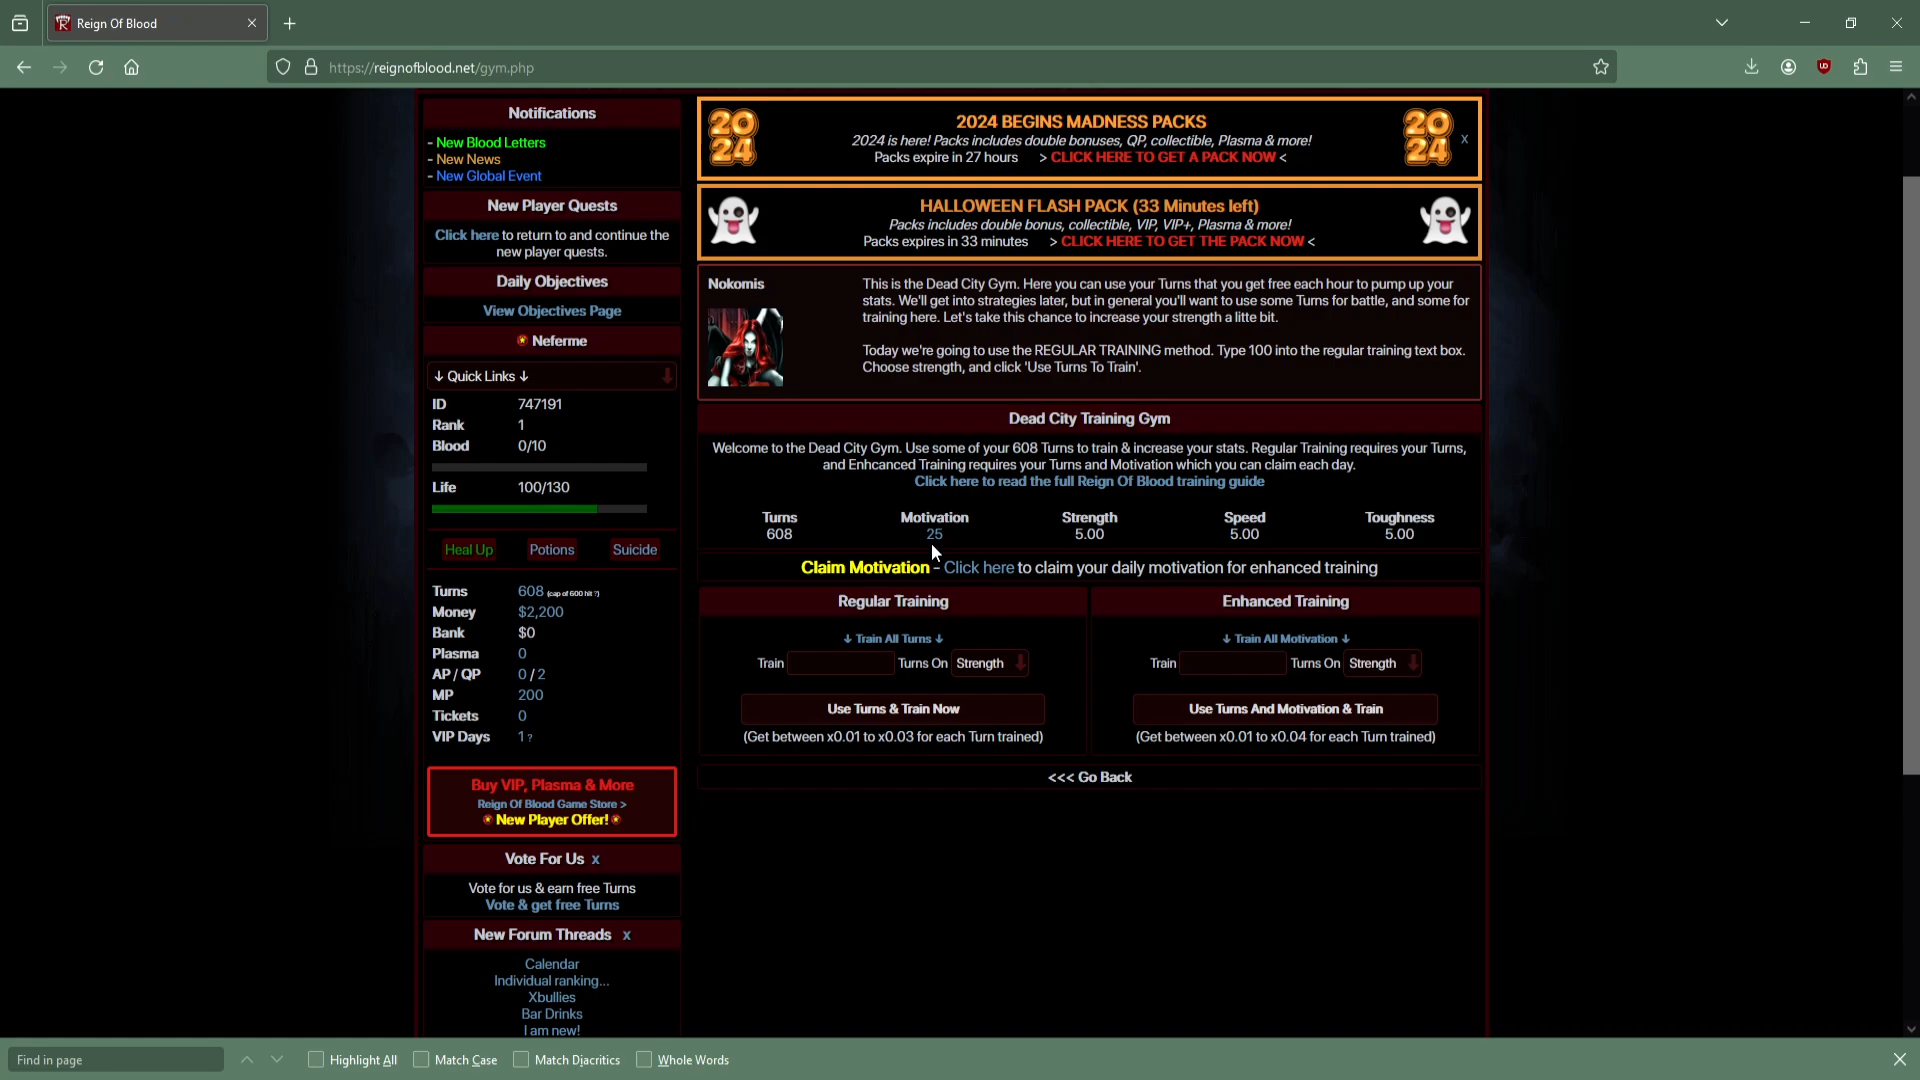 Reign Of Blood
https://reignofblood.net/gym.php
Notifications
- New Blood Letters
- New News
- New Global Event
New Player Quests
Click here to return to and continue the
new player quests.
Daily Objectives
View Objectives Page
Neferme
↓ Quick Links ↓
ID 747191
Rank 1
Blood 0/10
Life 100/130
Heal Up Potions Suicide
Turns 608 (cap of 600 hit ?)
Money $2,200
Bank $0
Plasma 0
AP / QP 0 / 2
MP 200
Tickets 0
VIP Days 1 ?
Buy VIP, Plasma & More
Reign Of Blood Game Store >
New Player Offer!
Vote For Us x
Vote for us & earn free Turns
Vote & get free Turns
New Forum Threads x
Calendar
Individual ranking...
Xbullies
Bar Drinks
I am new!
2024 BEGINS MADNESS PACKS
2024 is here! Packs includes double bonuses, QP, collectible, Plasma & more!
Packs expire in 27 hours > CLICK HERE TO GET A PACK NOW <
20
24
20
24
x
HALLOWEEN FLASH PACK (33 Minutes left)
Packs includes double bonus, collectible, VIP, VIP+, Plasma & more!
Packs expires in 33 minutes > CLICK HERE TO GET THE PACK NOW <
Nokomis
This is the Dead City Gym. Here you can use your Turns that you get free each hour to pump up your
stats. We'll get into strategies later, but in general you'll want to use some Turns for battle, and some for
training here. Let's take this chance to increase your strength a litte bit.
Today we're going to use the REGULAR TRAINING method. Type 100 into the regular training text box.
Choose strength, and click 'Use Turns To Train'.
Dead City Training Gym
Welcome to the Dead City Gym. Use some of your 608 Turns to train & increase your stats. Regular Training requires your Turns,
and Enhcanced Training requires your Turns and Motivation which you can claim each day.
Click here to read the full Reign Of Blood training guide
Turns Motivation Strength Speed Toughness
608 25 5.00 5.00 5.00
Claim Motivation - Click here to claim your daily motivation for enhanced training
Regular Training
↓ Train All Turns ↓
Train Turns On Strength
Use Turns & Train Now
(Get between x0.01 to x0.03 for each Turn trained)
Enhanced Training
↓ Train All Motivation ↓
Train Turns On Strength
Use Turns And Motivation & Train
(Get between x0.01 to x0.04 for each Turn trained)
<<< Go Back
Find in page Highlight All Match Case Match Diacritics Whole Words